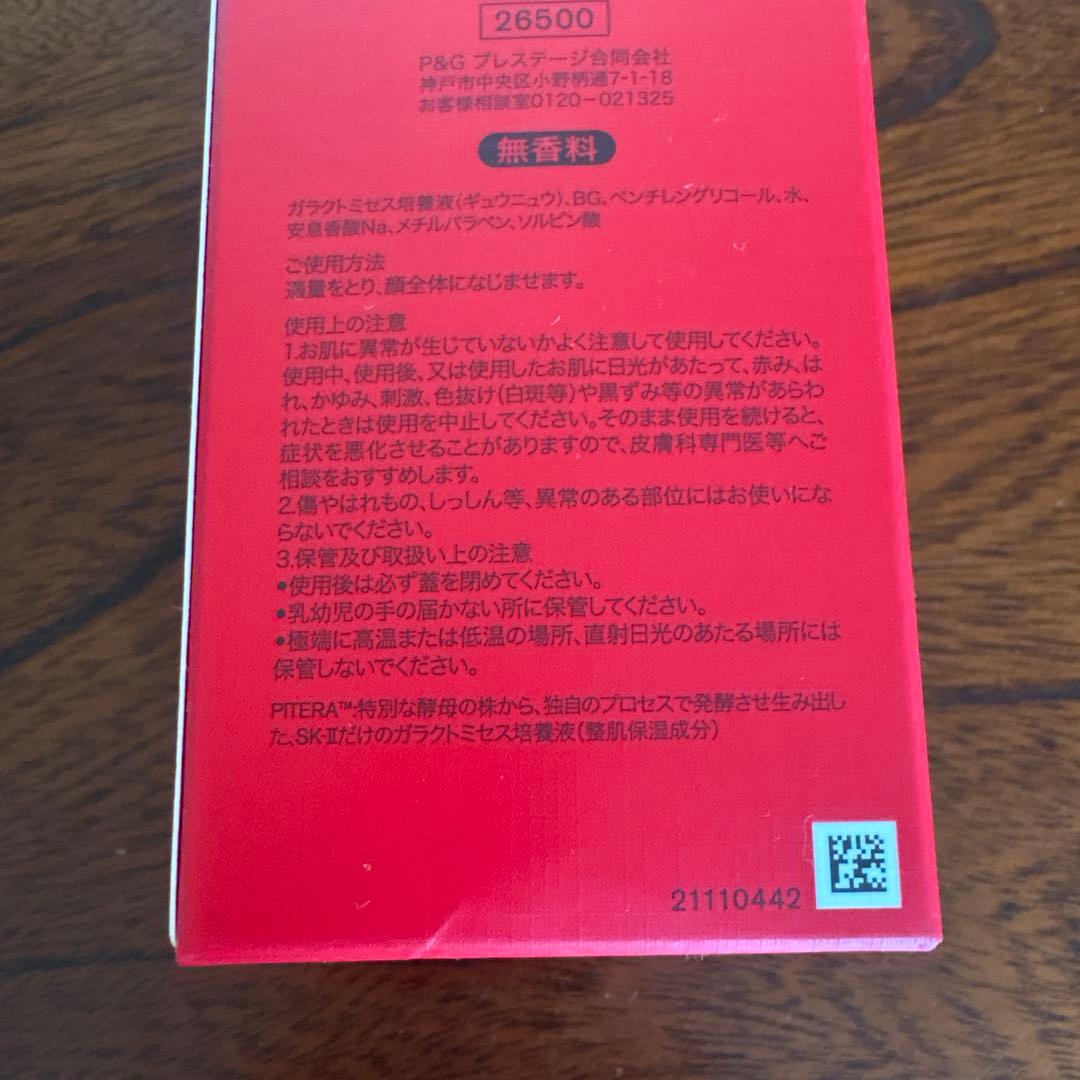 26500
P&G プレステージ合同会社
神戸市中央区小野柄通7-1-18
お客様相談室0120-021325
無香料
ガラクトミセス培養液(ギュウニュウ)、BG、ペンチレングリコール、水、
安息香酸Na、メチルパラベン、ソルビン酸
ご使用方法
適量をとり、顔全体になじませます。
使用上の注意
1.お肌に異常が生じていないかよく注意して使用してください。
使用中、使用後、又は使用したお肌に日光があたって、赤み、は
れ、かゆみ、刺激、色抜け(白斑等)や黒ずみ等の異常があらわ
れたときは使用を中止してください。そのまま使用を続けると、
症状を悪化させることがありますので、皮膚科専門医等へご
相談をおすすめします。
2.傷やはれもの、しっしん等、異常のある部位にはお使いにな
らないでください。
3.保管及び取扱い上の注意
●使用後は必ず蓋を閉めてください。
●乳幼児の手の届かない所に保管してください。
●極端に高温または低温の場所、直射日光のあたる場所には
保管しないでください。
PITERA™:特別な酵母の株から、独自のプロセスで発酵させ生み出し
た、SK-Ⅱだけのガラクトミセス培養液(整肌保湿成分)
21110442